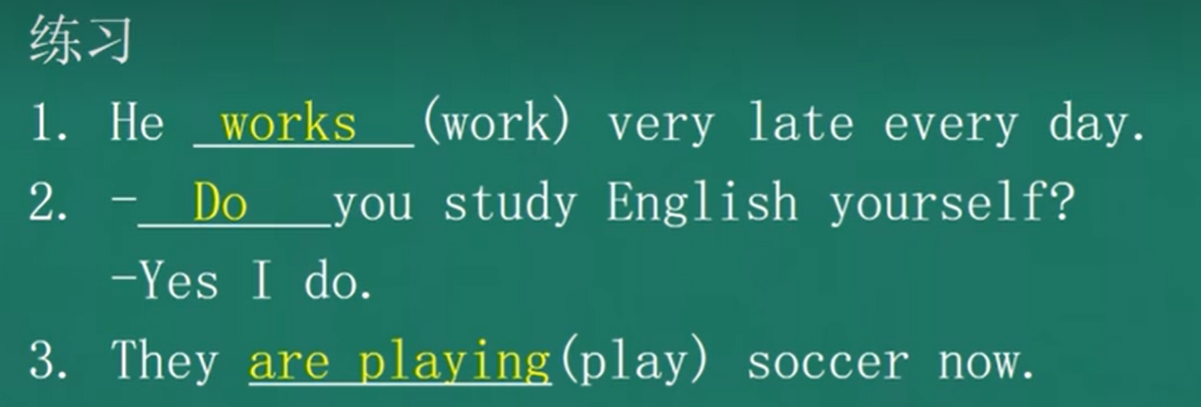 练习
1. He works (work) very late every day.
2. -Do you study English yourself?
-Yes I do.
3. They are playing(play) soccer now.